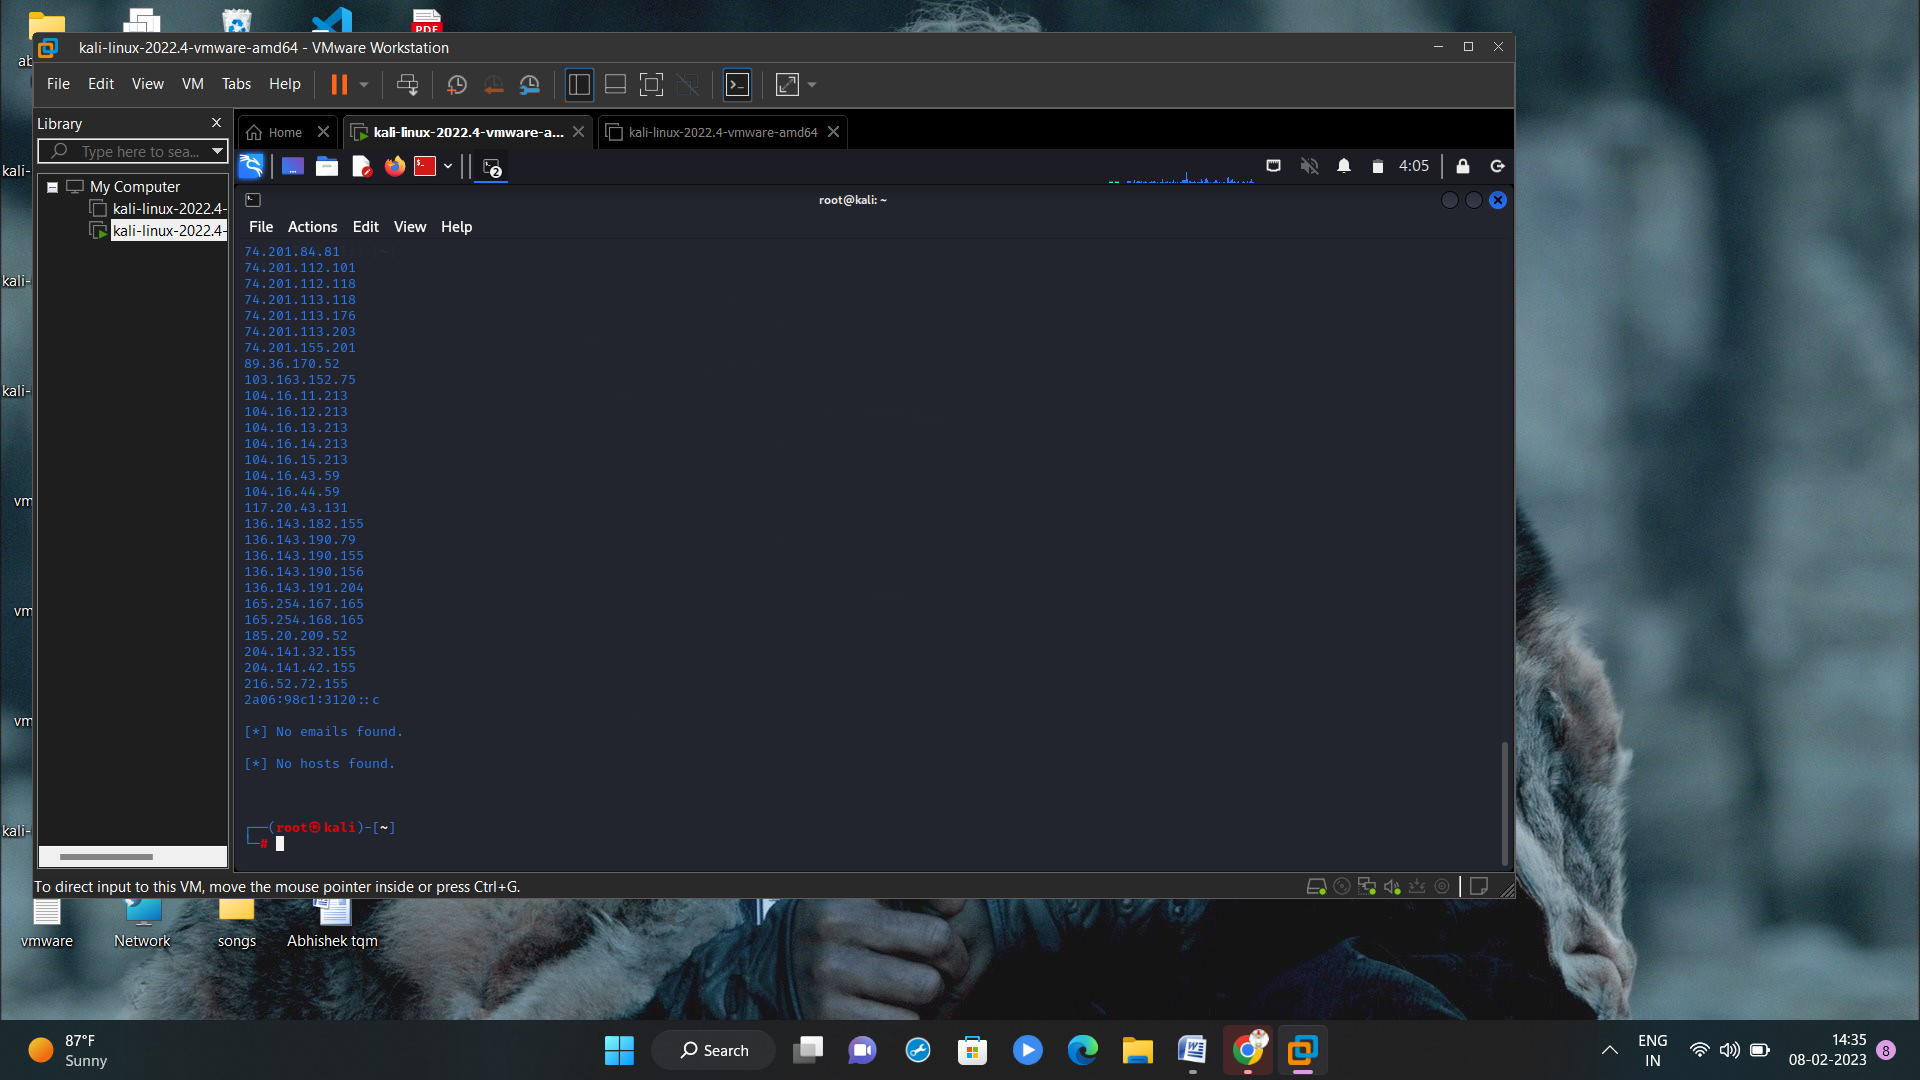 PDF
ab
kali-linux-2022.4-vmware-amd64 - VMware Workstation
File Edit View VM Tabs Help
Library
Home
kali-linux-2022.4-vmware-a...
kali-linux-2022.4-vmware-amd64
Type here to sea...
My Computer
kali-linux-2022.4-
kali-linux-2022.4-
2
4:05
root@kali: ~
File Actions Edit View Help
74.201.84.81
74.201.112.101
74.201.112.118
74.201.113.118
74.201.113.176
74.201.113.203
74.201.155.201
89.36.170.52
103.163.152.75
104.16.11.213
104.16.12.213
104.16.13.213
104.16.14.213
104.16.15.213
104.16.43.59
104.16.44.59
117.20.43.131
136.143.182.155
136.143.190.79
136.143.190.155
136.143.190.156
136.143.191.204
165.254.167.165
165.254.168.165
185.20.209.52
204.141.32.155
204.141.42.155
216.52.72.155
2a06:98c1:3120::c
[*] No emails found.
[*] No hosts found.
┌──(root㉿kali)-[~]
└─#
kali-
kali-
kali-
vm
vm
vm
kali-
To direct input to this VM, move the mouse pointer inside or press Ctrl+G.
vmware
Network
songs
Abhishek tqm
87°F
Sunny
Search
ENG
IN
14:35
08-02-2023
8